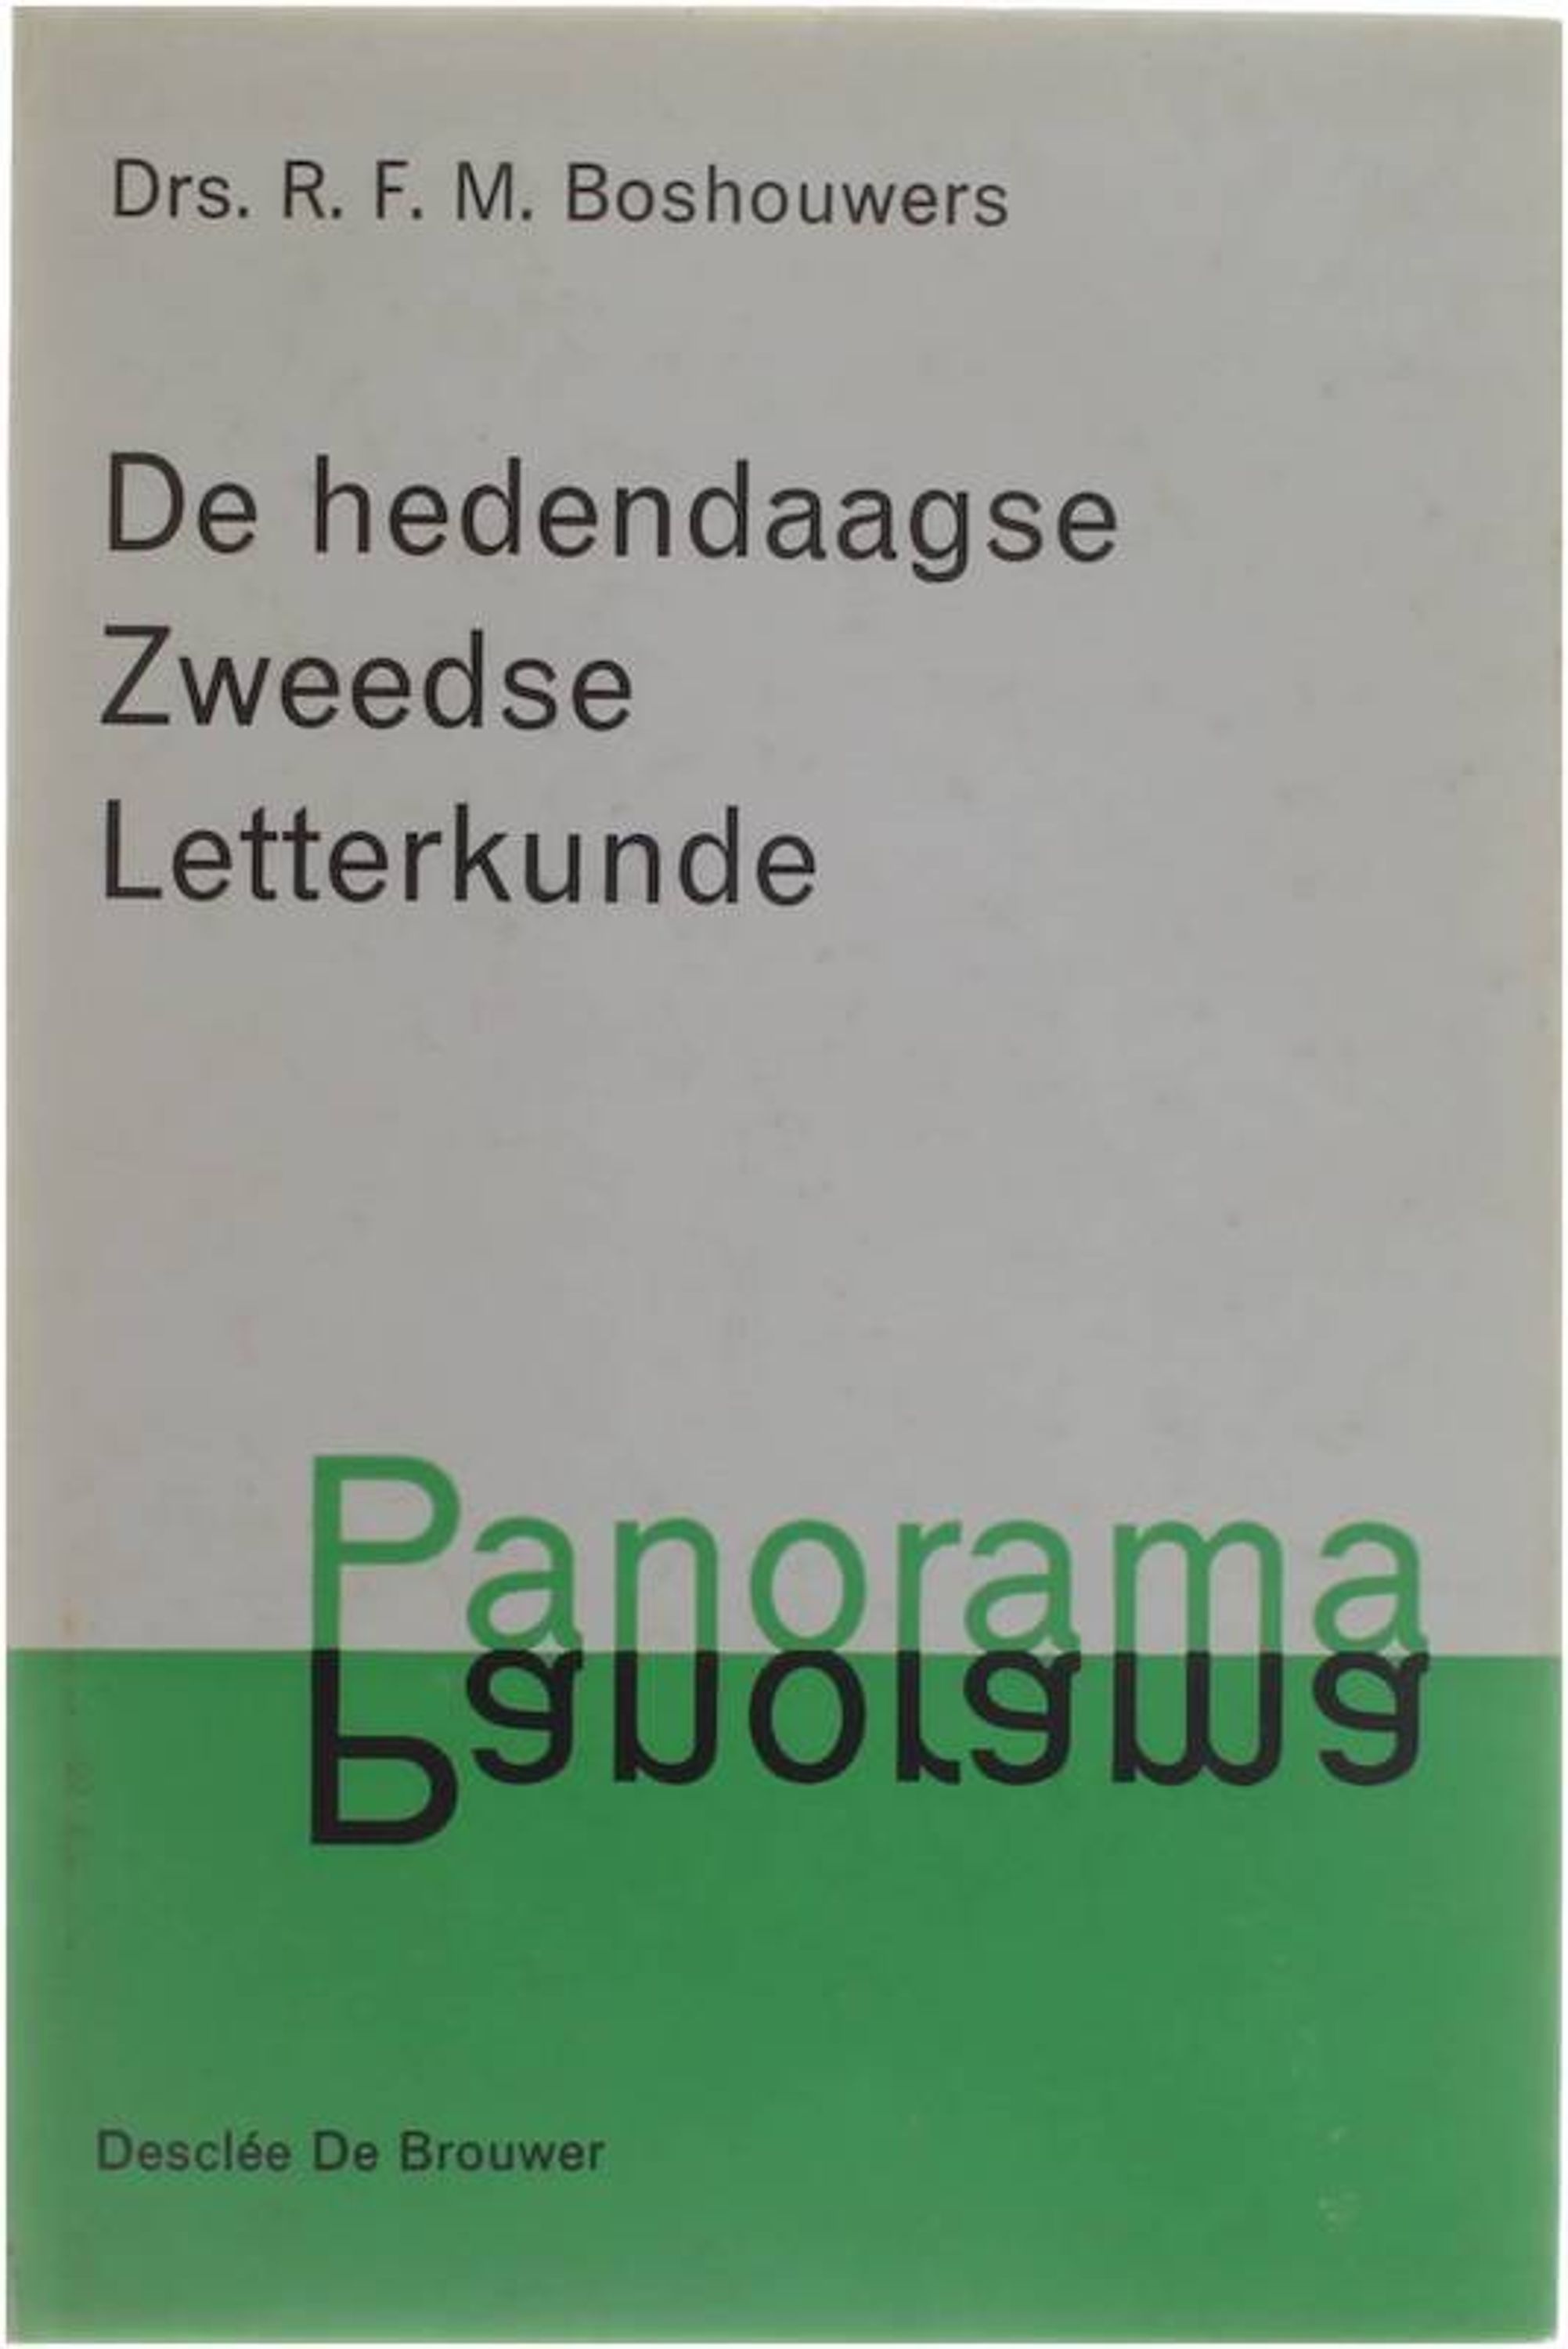 Drs. R. F. M. Boshouwers
De hedendaagse
Zweedse
Letterkunde
Panorama
Panorama
Desclée De Brouwer